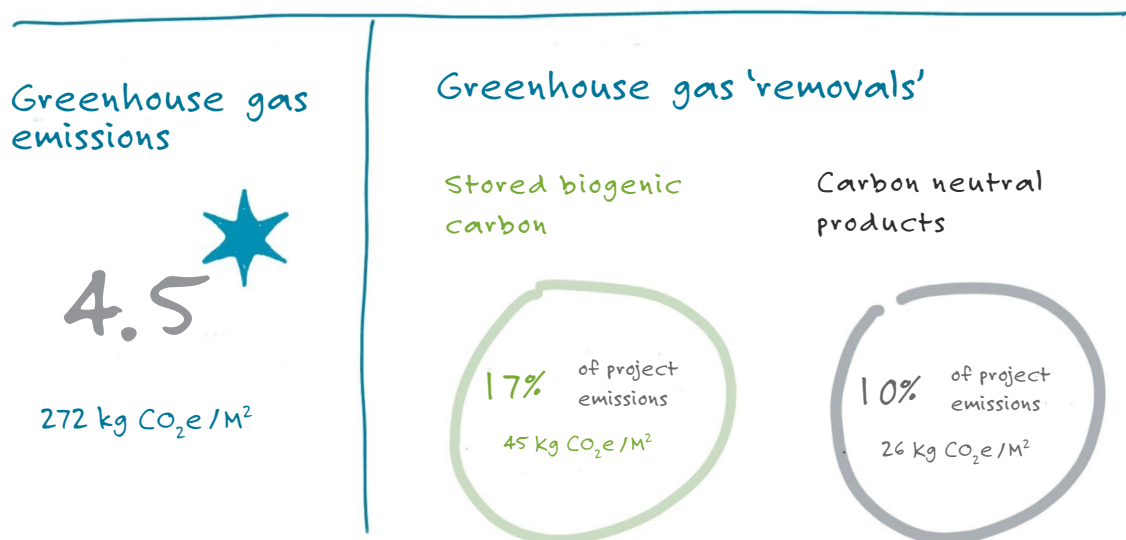 Greenhouse gas
emissions
4.5
272 kg CO₂e/M²
Greenhouse gas 'removals'
Stored biogenic
carbon
17% of project
emissions
45 kg CO₂e/M²
Carbon neutral
products
10% of project
emissions
26 kg CO₂e/M²